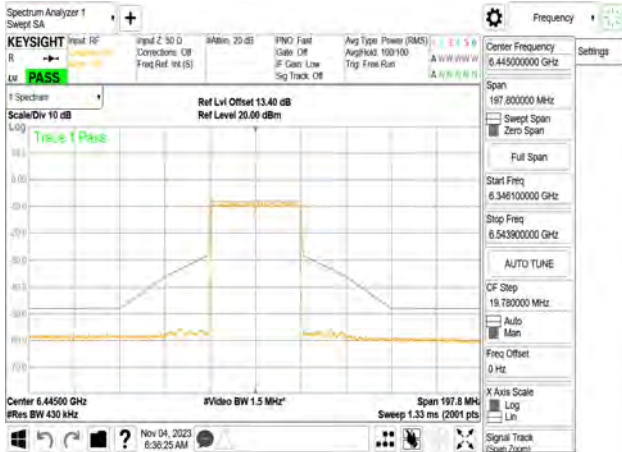 Spectrum Analyzer 1
Swept SA
+
Frequency
KEYSIGHT
Input: RF
Input Z: 50 Ω
#Atten: 20 dB
PNO: Fast
Avg Type: Power (RMS)
R
Corrections: Off
Gate: Off
Avg|Hold: 100/100
Freq Ref: Int (S)
IF Gain: Low
Trig: Free Run
Sig Track: Off
LV
PASS
1 Spectrum
Ref Lvl Offset 13.40 dB
Scale/Div 10 dB
Ref Level 20.00 dBm
Log
Trace 1 Pass
Center 6.44500 GHz
#Video BW 1.5 MHz*
Span 197.8 MHz
#Res BW 430 kHz
Sweep 1.33 ms (2001 pts
Nov 04, 2023
6:36:25 AM
Center Frequency
6.445000000 GHz
Settings
Span
197.800000 MHz
Swept Span
Zero Span
Full Span
Start Freq
6.346100000 GHz
Stop Freq
6.543900000 GHz
AUTO TUNE
CF Step
19.780000 MHz
Auto
Man
Freq Offset
0 Hz
X Axis Scale
Log
Lin
Signal Track
(Span Zoom)